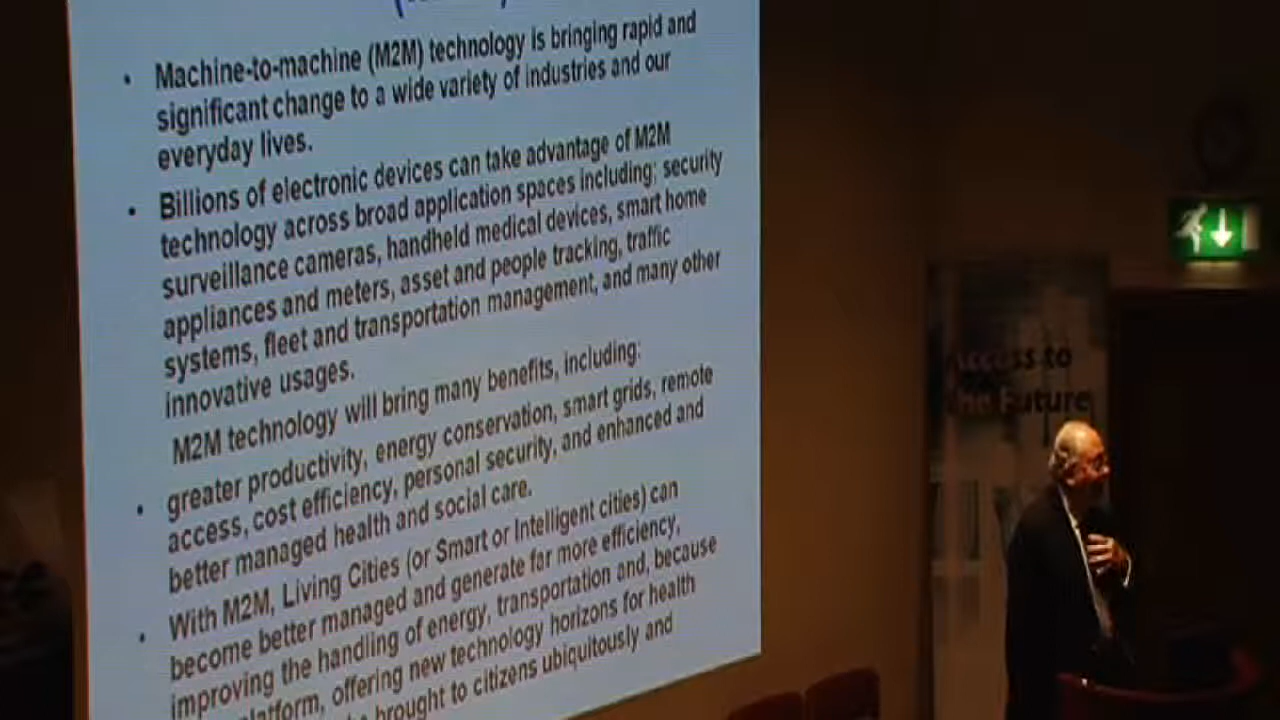 Machine-to-machine (M2M) technology is bringing rapid and
significant change to a wide variety of industries and our
everyday lives.
Billions of electronic devices can take advantage of M2M
technology across broad application spaces including; security
surveillance cameras, handheld medical devices, smart home
appliances and meters, asset and people tracking, traffic
systems, fleet and transportation management, and many other
innovative usages.
M2M technology will bring many benefits, including:
greater productivity, energy conservation, smart grids, remote
access, cost efficiency, personal security, and enhanced and
better managed health and social care.
With M2M, Living Cities (or Smart or Intelligent cities) can
become better managed and generate far more efficiency,
improving the handling of energy, transportation and, because
offering new technology horizons for health
brought to citizens ubiquitously and
Access to
the Future